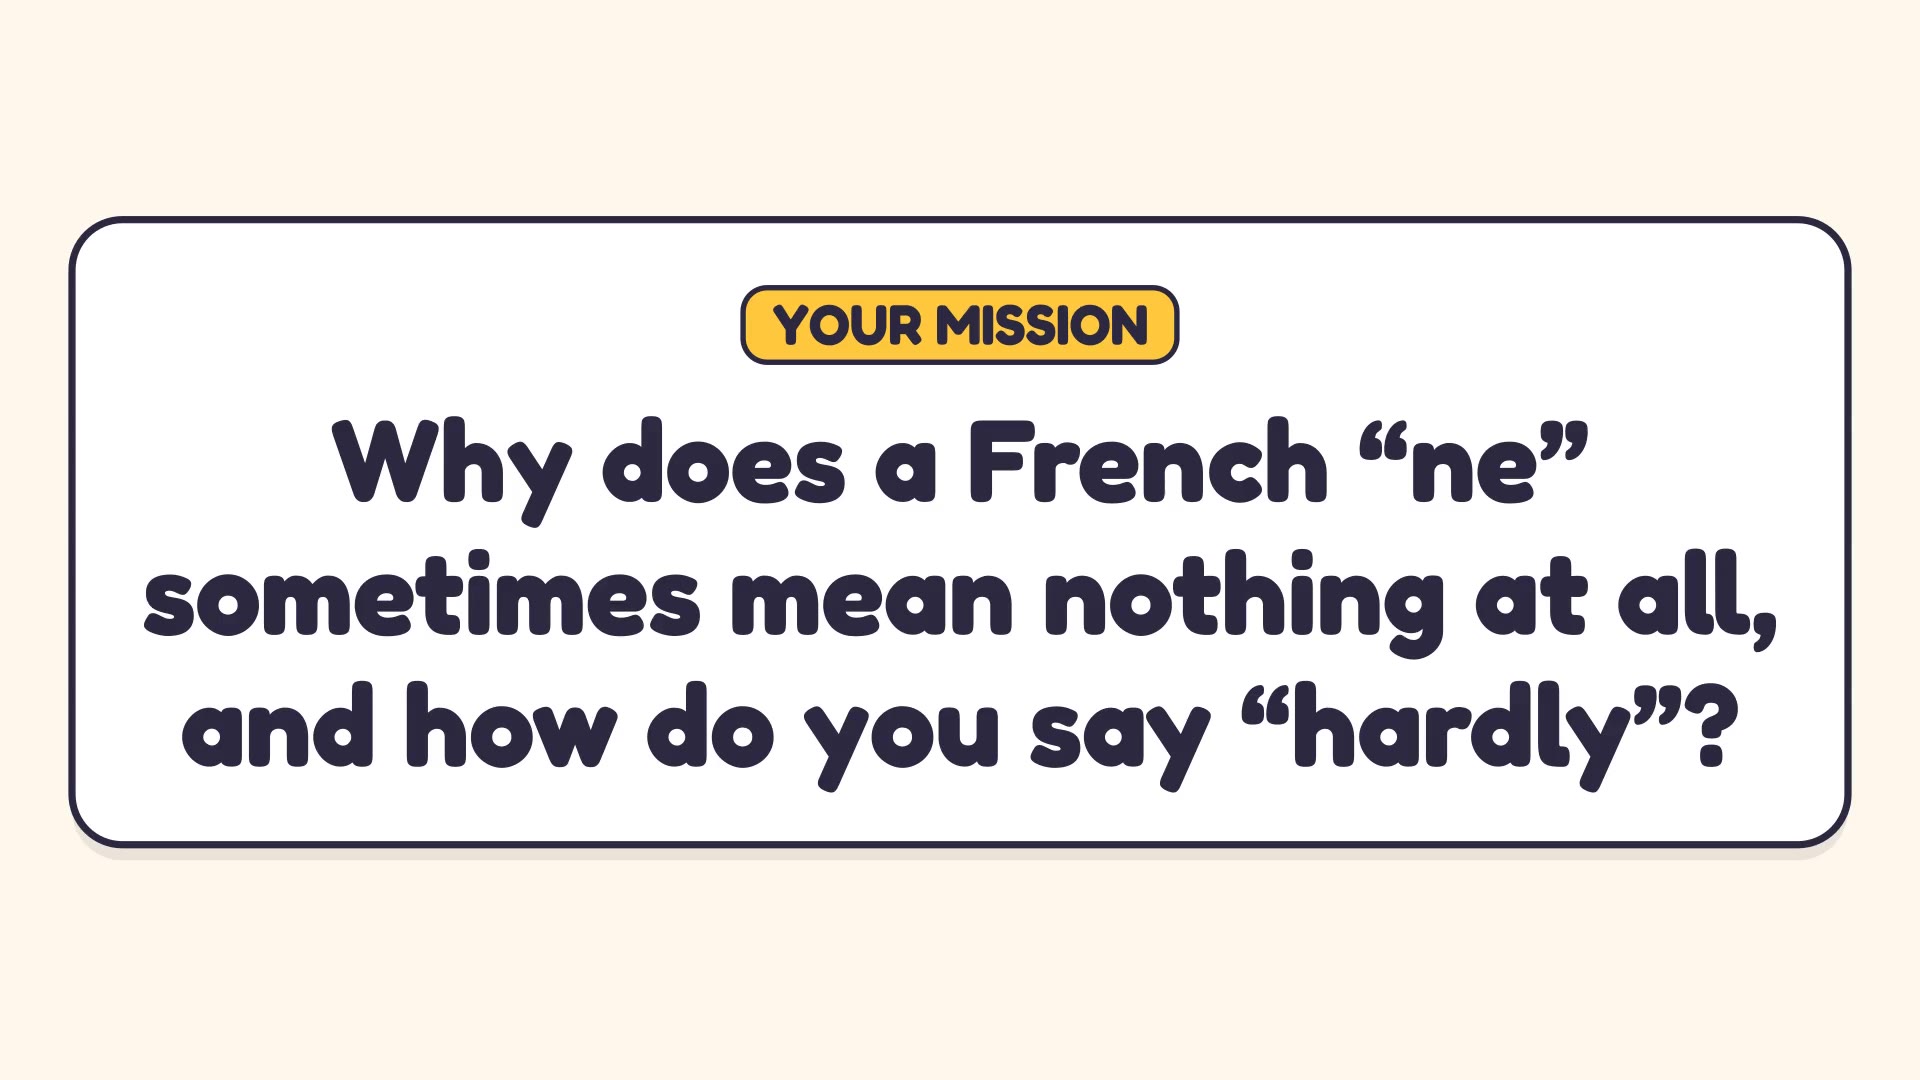 YOUR MISSION
Why does a French “ne”
sometimes mean nothing at all,
and how do you say “hardly”?